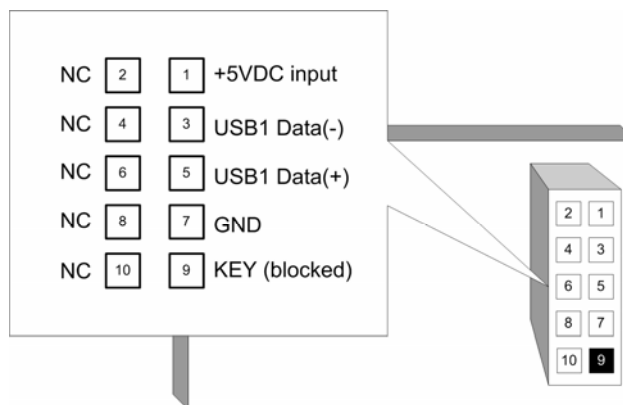 NC 2 1 +5VDC input
NC 4 3 USB1 Data(-)
NC 6 5 USB1 Data(+)
NC 8 7 GND
NC 10 9 KEY (blocked)
2 1
4 3
6 5
8 7
10 9